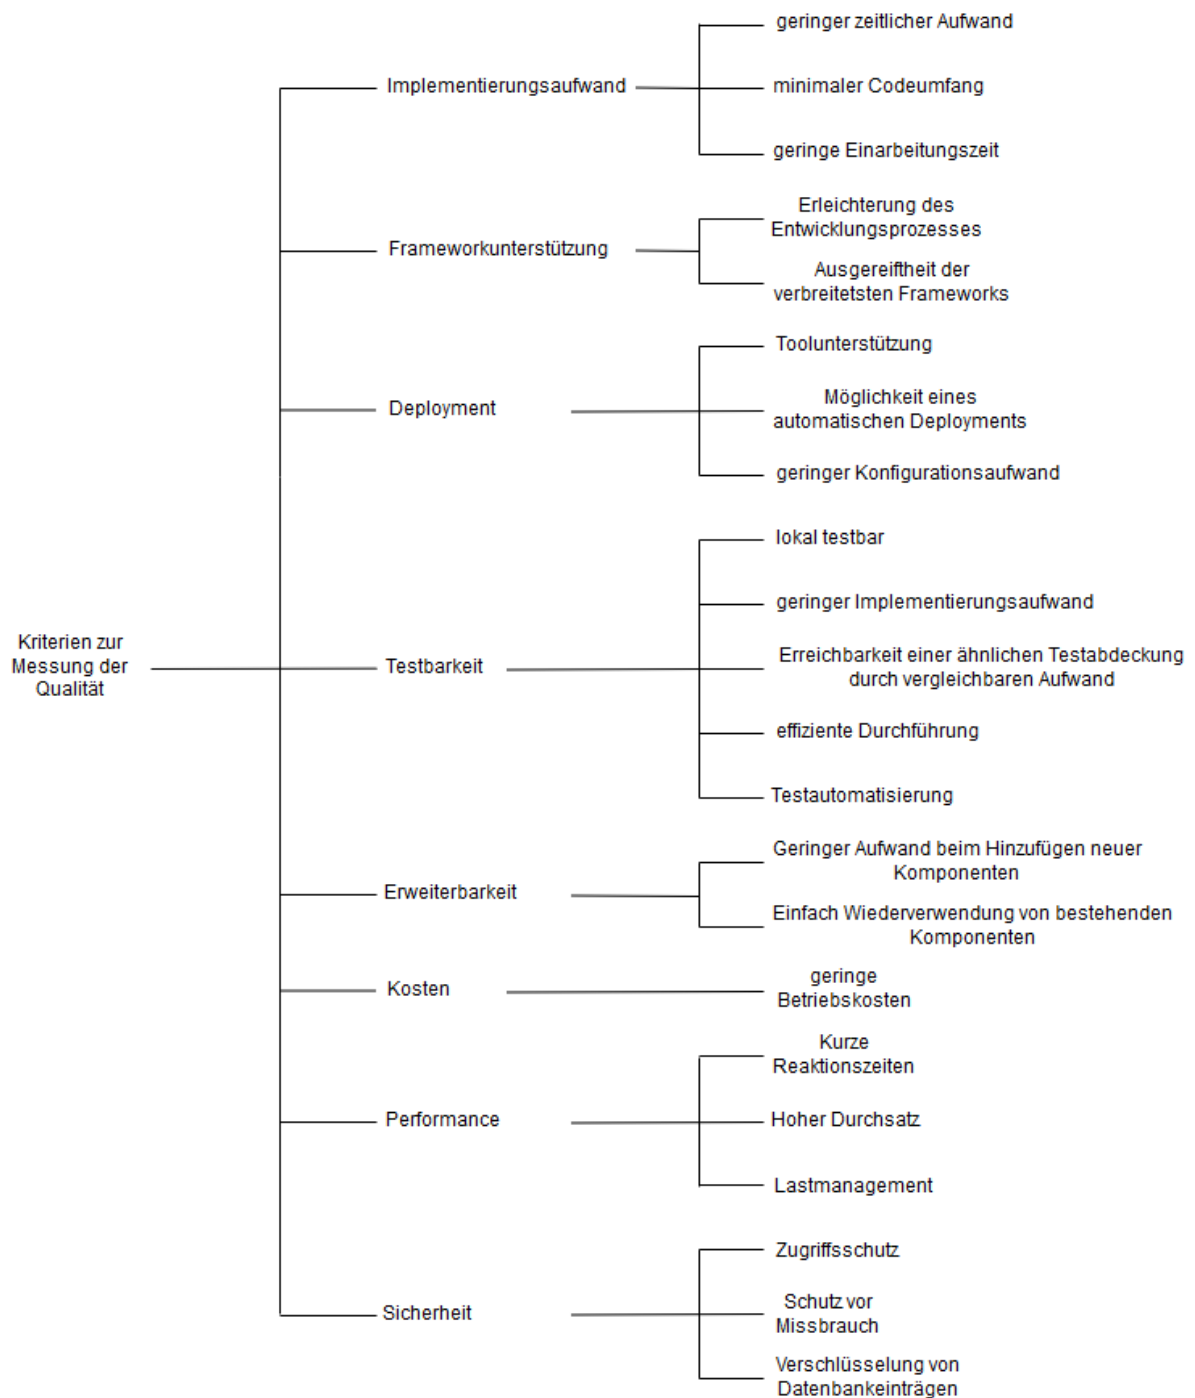 geringer zeitlicher Aufwand
Implementierungsaufwand
minimaler Codeumfang
geringe Einarbeitungszeit
Erleichterung des
Entwicklungsprozesses
Frameworkunterstützung
Ausgereiftheit der
verbreitetsten Frameworks
Toolunterstützung
Deployment
Möglichkeit eines
automatischen Deployments
geringer Konfigurationsaufwand
Kriterien zur
Messung der
Qualität
lokal testbar
geringer Implementierungsaufwand
Testbarkeit
Erreichbarkeit einer ähnlichen Testabdeckung
durch vergleichbaren Aufwand
effiziente Durchführung
Testautomatisierung
Geringer Aufwand beim Hinzufügen neuer
Komponenten
Erweiterbarkeit
Einfach Wiederverwendung von bestehenden
Komponenten
Kosten
geringe
Betriebskosten
Kurze
Reaktionszeiten
Performance
Hoher Durchsatz
Lastmanagement
Zugriffsschutz
Sicherheit
Schutz vor
Missbrauch
Verschlüsselung von
Datenbankeinträgen